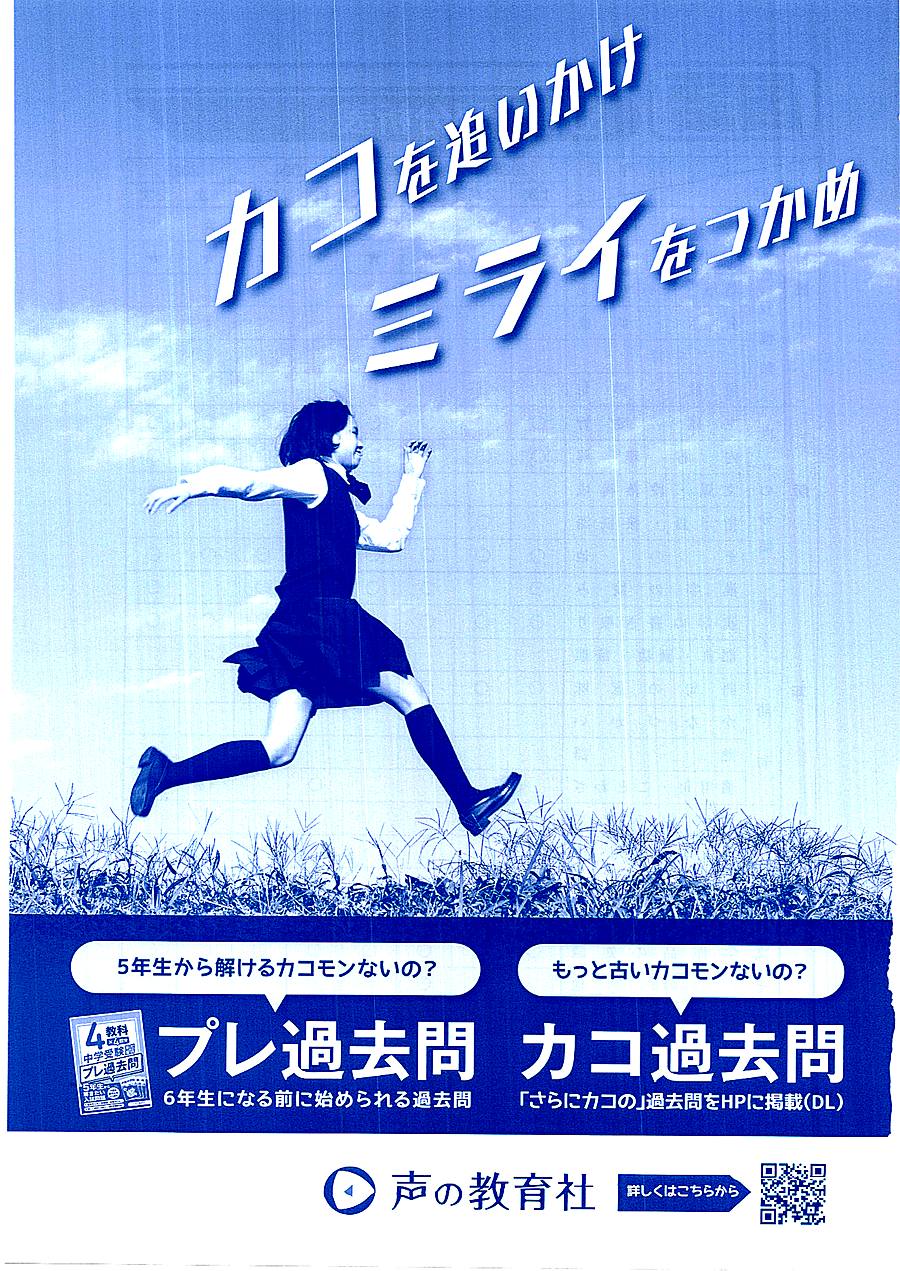 カコを追いかけ
ミライをつかめ
5年生から解けるカコモンないの?
プレ過去問
6年生になる前に始められる過去問
4教科
中学受験
プレ過去問
5年生
もっと古いカコモンないの?
カコ過去問
「さらにカコの」過去問をHPに掲載(DL)
声の教育社
詳しくはこちらから